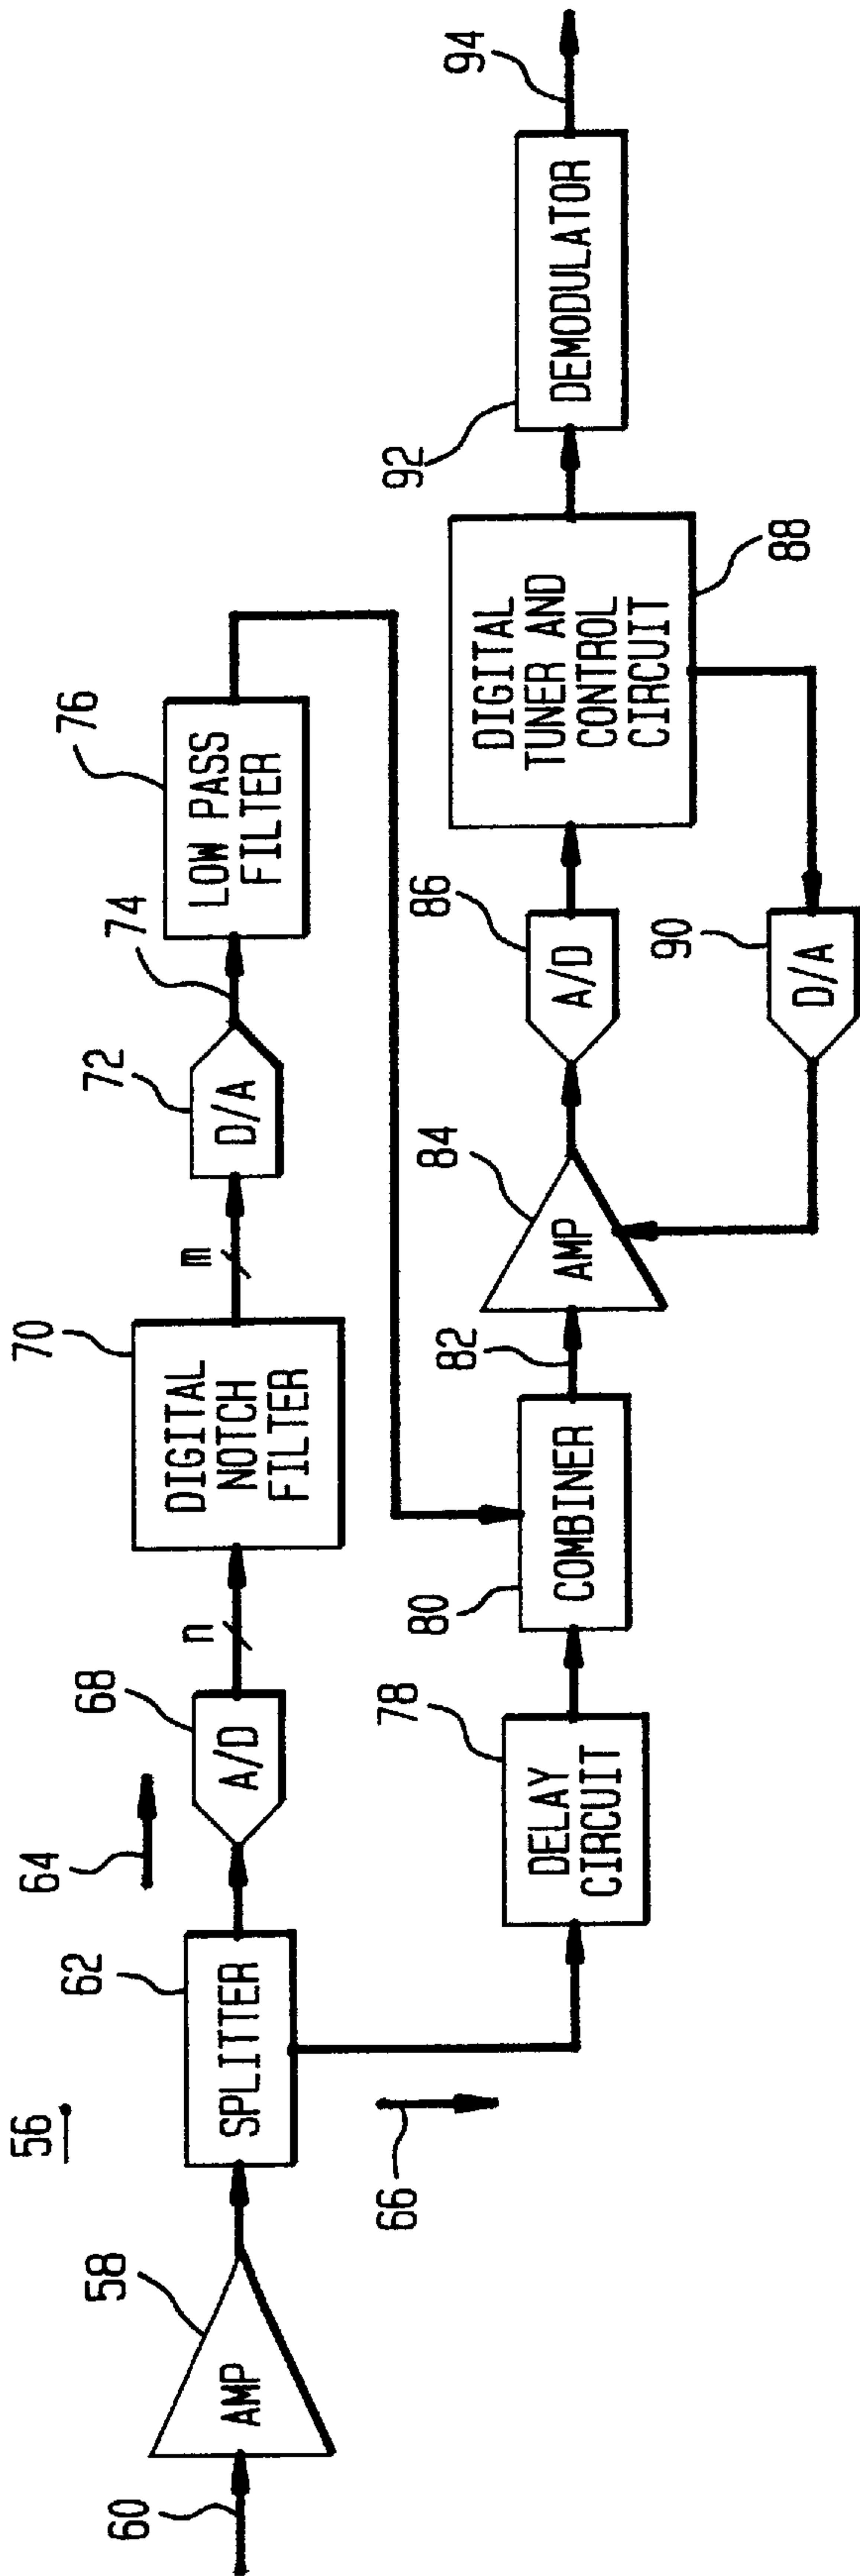 56
60
58
AMP
62
SPLITTER
64
66
68
A/D
n
70
DIGITAL
NOTCH
FILTER
m
72
D/A
74
76
LOW PASS
FILTER
78
DELAY
CIRCUIT
80
COMBINER
82
84
AMP
86
A/D
88
DIGITAL
TUNER AND
CONTROL
CIRCUIT
90
D/A
92
DEMODULATOR
94